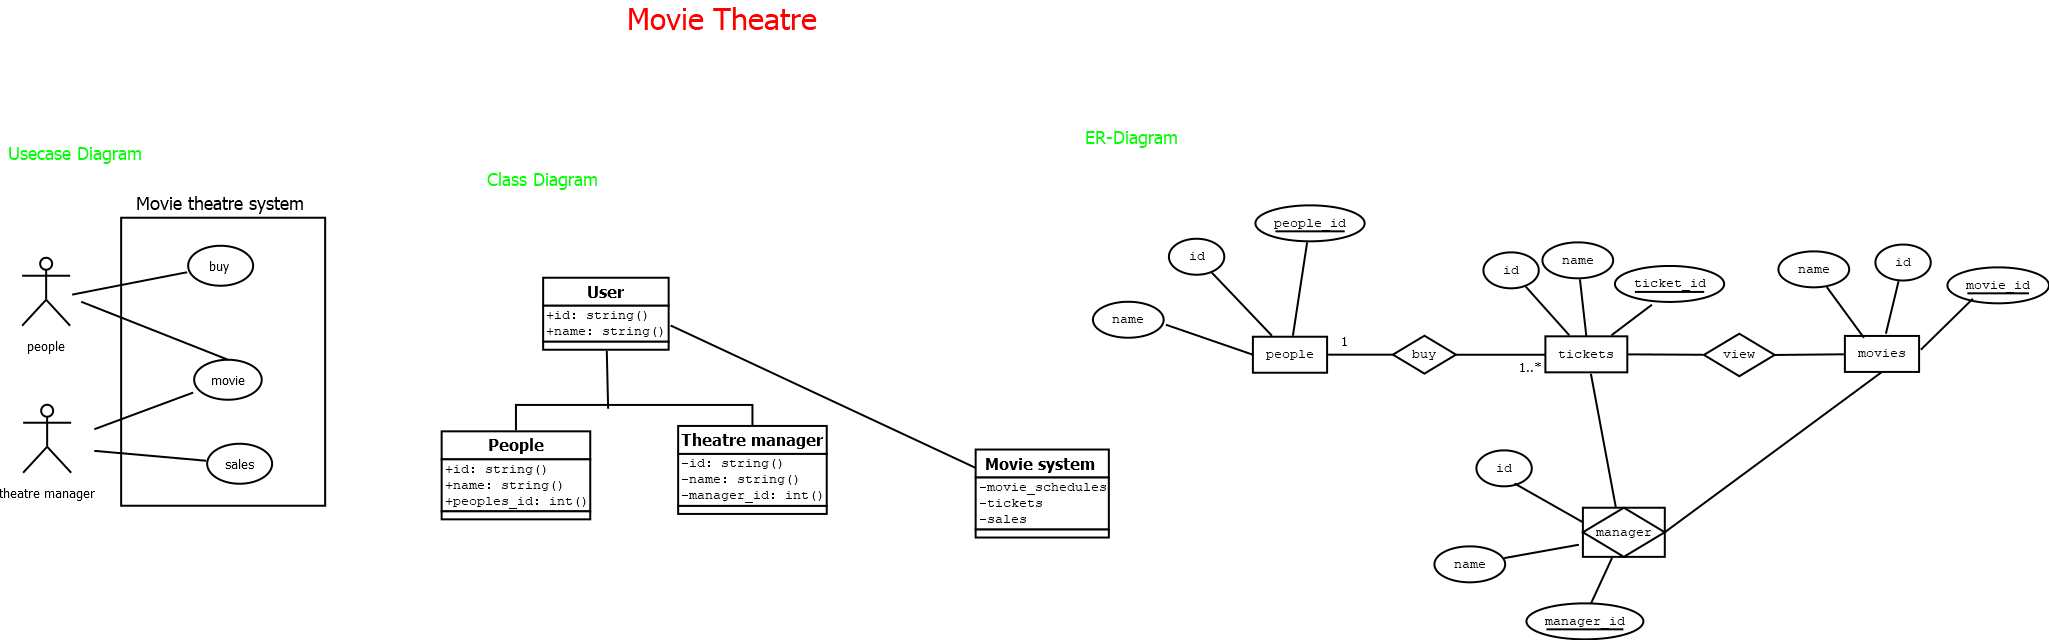 Movie Theatre
Usecase Diagram
Movie theatre system
buy
people
movie
sales
theatre manager
Class Diagram
User
+id: string()
+name: string()
People
+id: string()
+name: string()
+peoples_id: int()
Theatre manager
-id: string()
-name: string()
-manager_id: int()
Movie system
-movie_schedules
-tickets
-sales
ER-Diagram
people_id
id
name
people
1
buy
1..*
id
name
ticket_id
tickets
view
name
id
movie_id
movies
id
manager
name
manager_id